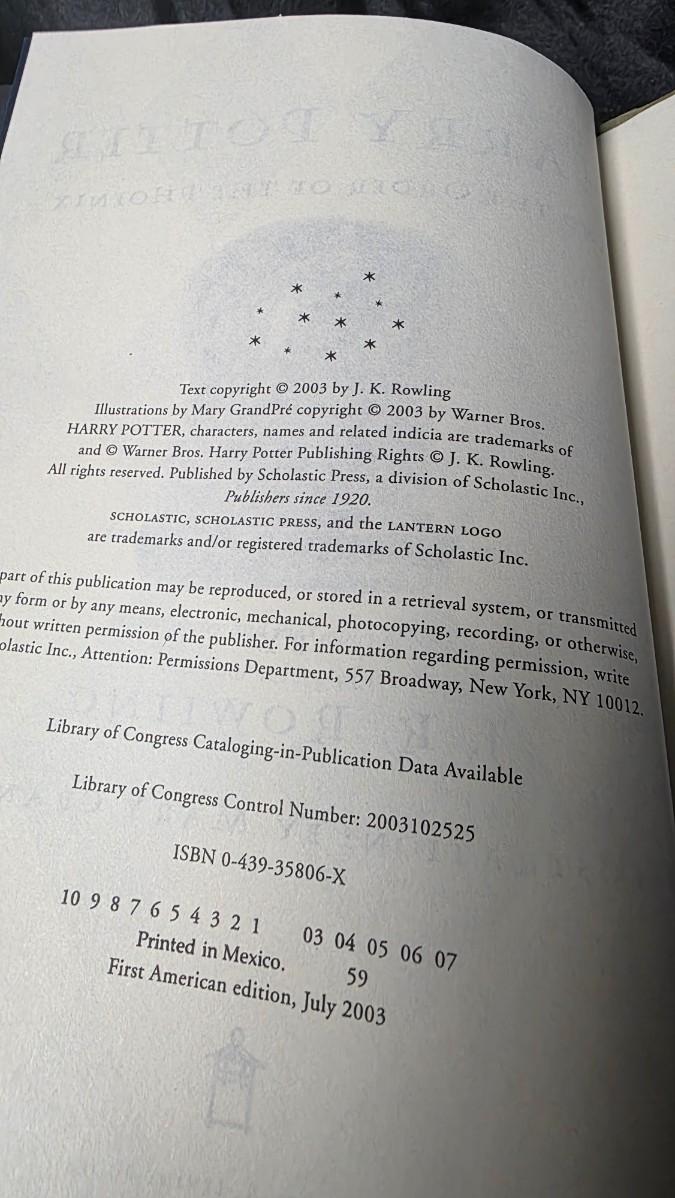 Text copyright © 2003 by J. K. Rowling
Illustrations by Mary GrandPré copyright © 2003 by Warner Bros.
HARRY POTTER, characters, names and related indicia are trademarks of
and © Warner Bros. Harry Potter Publishing Rights © J. K. Rowling.
All rights reserved. Published by Scholastic Press, a division of Scholastic Inc.,
Publishers since 1920.
SCHOLASTIC, SCHOLASTIC PRESS, and the LANTERN LOGO
are trademarks and/or registered trademarks of Scholastic Inc.
part of this publication may be reproduced, or stored in a retrieval system, or transmitted
ny form or by any means, electronic, mechanical, photocopying, recording, or otherwise,
hout written permission of the publisher. For information regarding permission, write
olastic Inc., Attention: Permissions Department, 557 Broadway, New York, NY 10012.
Library of Congress Cataloging-in-Publication Data Available
Library of Congress Control Number: 2003102525
ISBN 0-439-35806-X
10 9 8 7 6 5 4 3 2 1 03 04 05 06 07
Printed in Mexico. 59
First American edition, July 2003